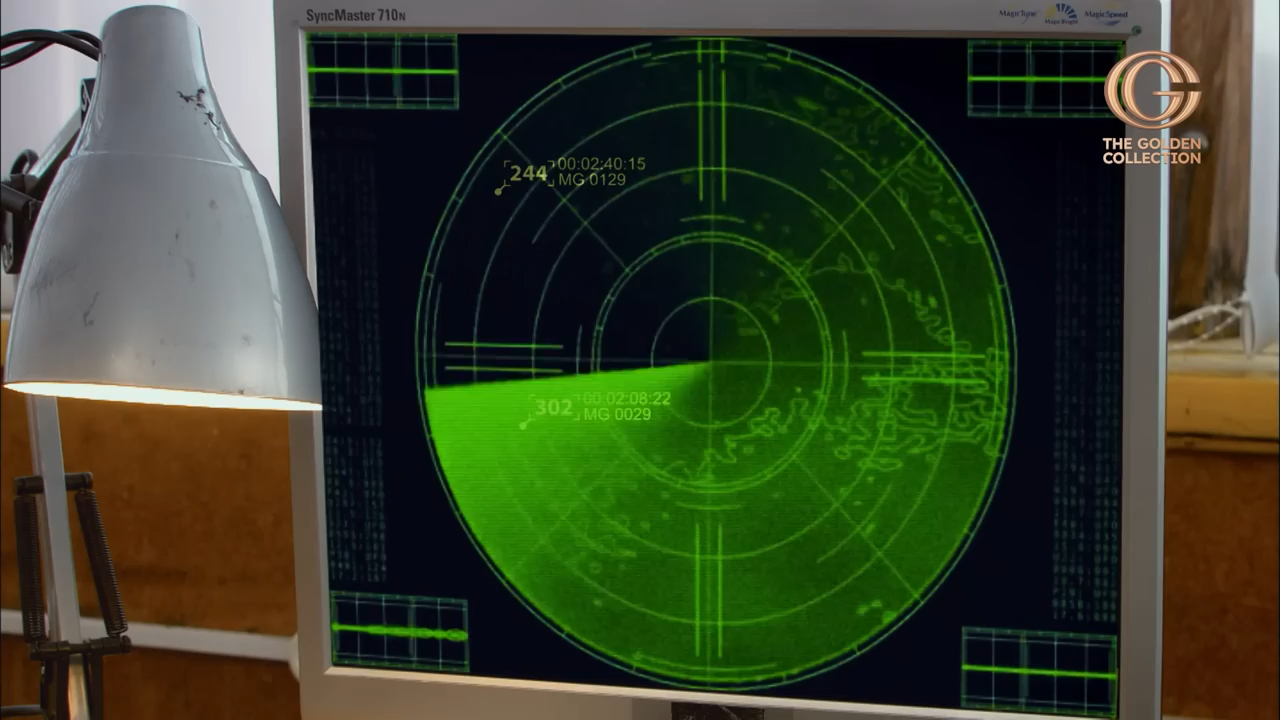 SyncMaster 710N
MagicTune
MagicBright
MagicSpeed
THE GOLDEN
COLLECTION
244
00:02:40:15
MG 0129
302
00:02:08:22
MG 0029